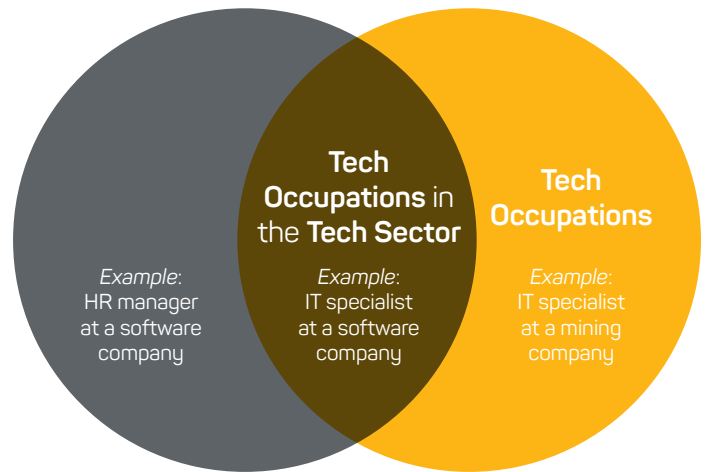 Example:
HR manager
at a software
company
Tech
Occupations in
the Tech Sector
Example:
IT specialist
at a software
company
Tech
Occupations
Example:
IT specialist
at a mining
company